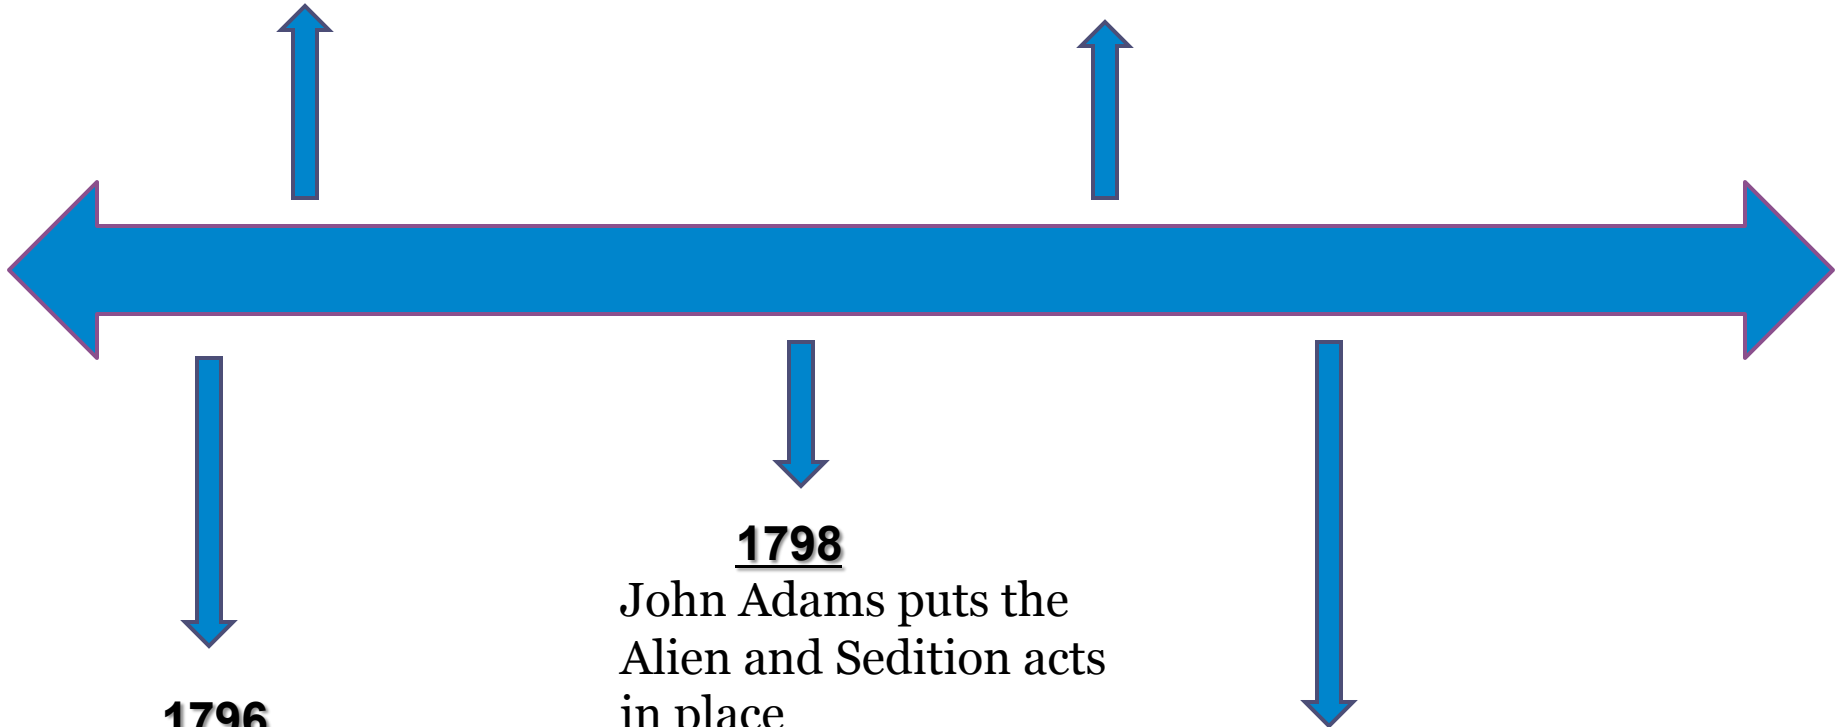 1798
John Adams puts the
Alien and Sedition acts
in place
1796